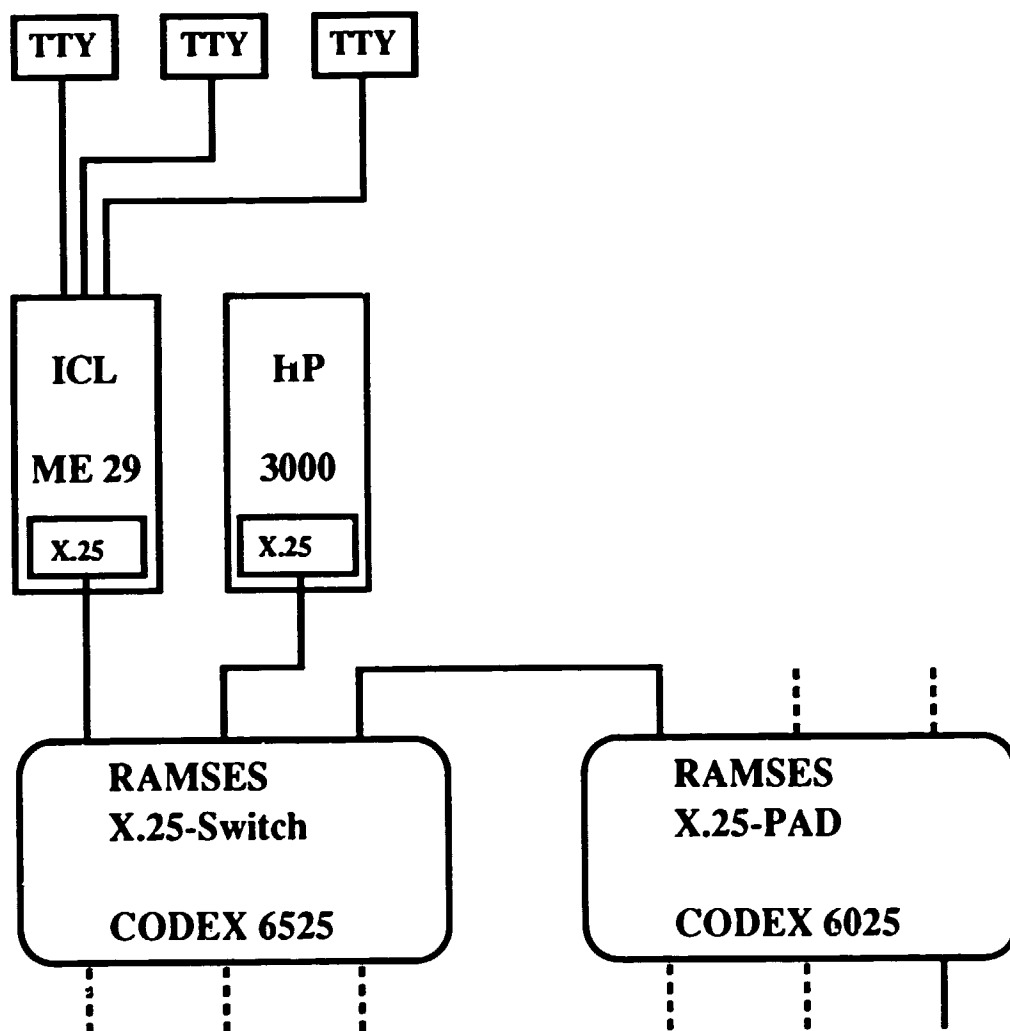 TTY
TTY
TTY
ICL
ME 29
X.25
HP
3000
X.25
RAMSES
X.25-Switch
CODEX 6525
RAMSES
X.25-PAD
CODEX 6025